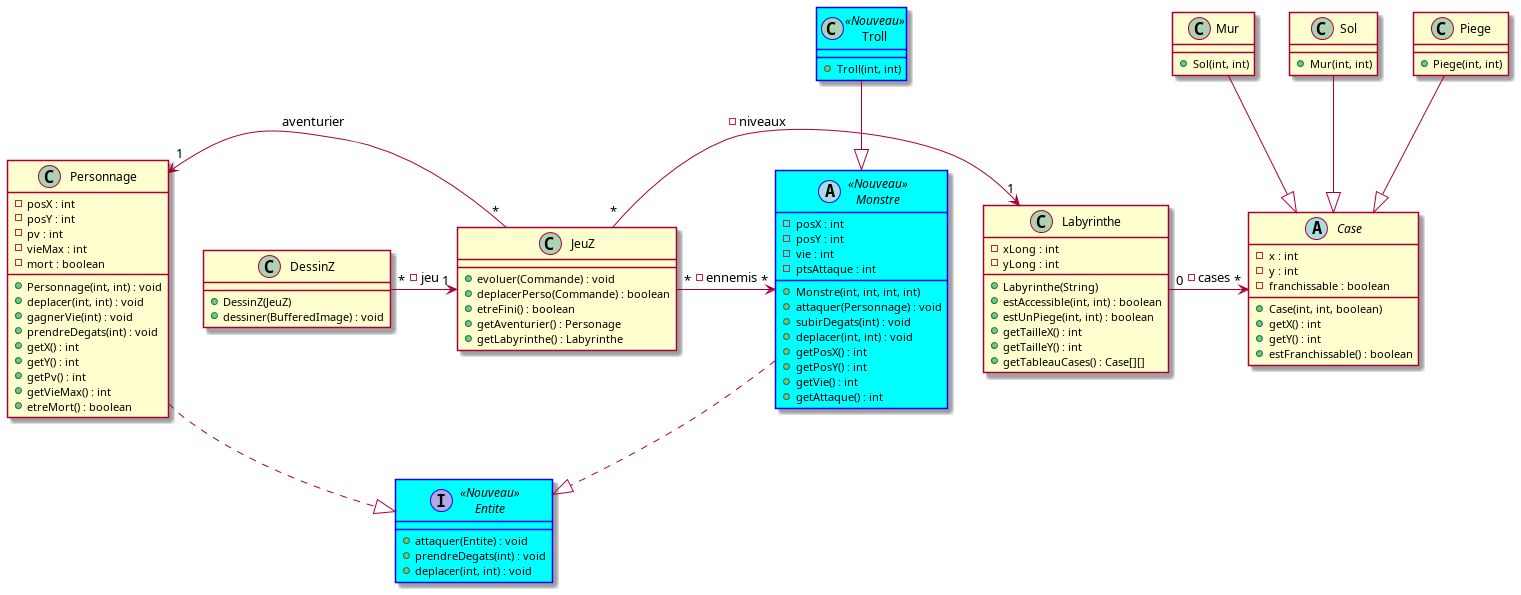 C «Nouveau»
Troll
Troll(int, int)
C Mur
Sol(int, int)
C Sol
Mur(int, int)
C Piege
Piege(int, int)
aventurier
1
*
niveaux
*
1
C Personnage
posX : int
posY : int
pv : int
vieMax : int
mort : boolean
Personnage(int, int) : void
deplacer(int, int) : void
gagnerVie(int) : void
prendreDegats(int) : void
getX() : int
getY() : int
getPv() : int
getVieMax() : int
etreMort() : boolean
C DessinZ
DessinZ(JeuZ)
dessiner(BufferedImage) : void
* jeu 1
C JeuZ
evoluer(Commande) : void
deplacerPerso(Commande) : boolean
etreFini() : boolean
getAventurier() : Personage
getLabyrinthe() : Labyrinthe
* ennemis *
A «Nouveau»
Monstre
posX : int
posY : int
vie : int
ptsAttaque : int
Monstre(int, int, int, int)
attaquer(Personnage) : void
subirDegats(int) : void
deplacer(int, int) : void
getPosX() : int
getPosY() : int
getVie() : int
getAttaque() : int
C Labyrinthe
xLong : int
yLong : int
Labyrinthe(String)
estAccessible(int, int) : boolean
estUnPiege(int, int) : boolean
getTailleX() : int
getTailleY() : int
getTableauCases() : Case[][]
0 cases *
A Case
x : int
y : int
franchissable : boolean
Case(int, int, boolean)
getX() : int
getY() : int
estFranchissable() : boolean
I «Nouveau»
Entite
attaquer(Entite) : void
prendreDegats(int) : void
deplacer(int, int) : void